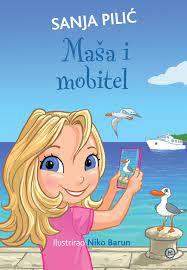 SANJA PILIĆ
Maša i
mobitel
Ilustrirao Niko Barun